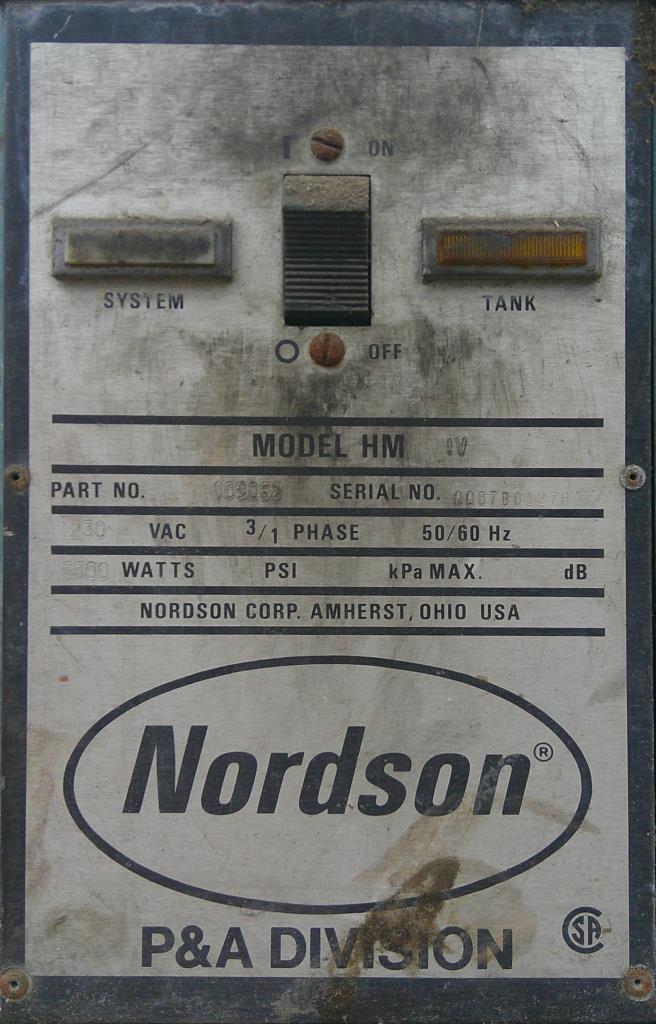 I ON
SYSTEM TANK
O OFF
MODEL HM IV
PART NO. SERIAL NO.
230 VAC 3/1 PHASE 50/60 Hz
WATTS PSI kPa MAX. dB
NORDSON CORP. AMHERST, OHIO USA
Nordson®
P&A DIVISION
CSA